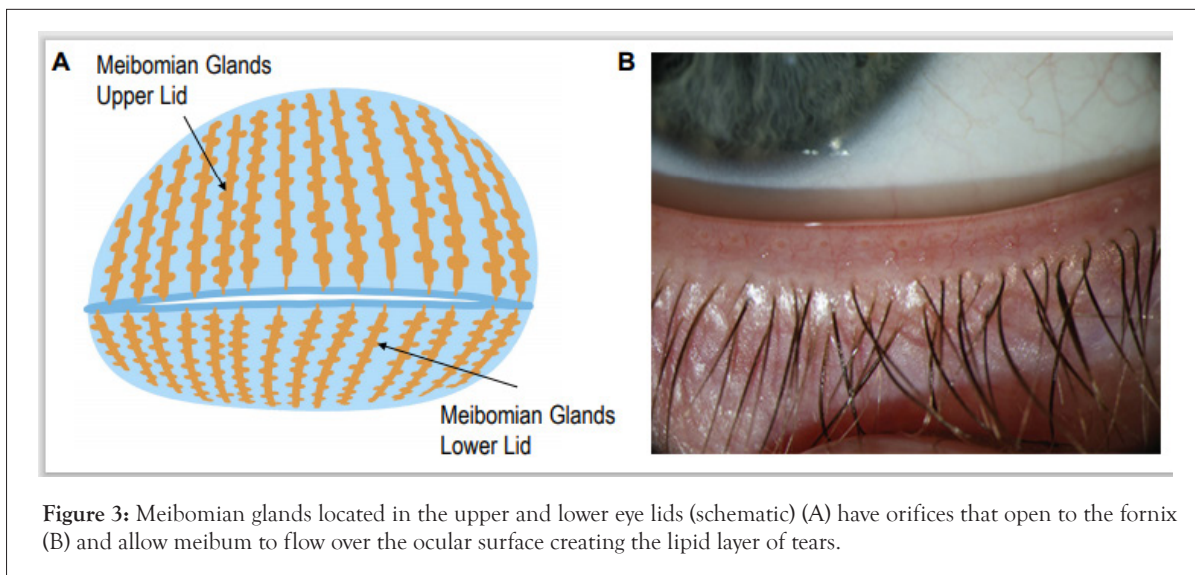 A
Meibomian Glands
Upper Lid
B
Meibomian Glands
Lower Lid
Figure 3: Meibomian glands located in the upper and lower eye lids (schematic) (A) have orifices that open to the fornix
(B) and allow meibum to flow over the ocular surface creating the lipid layer of tears.